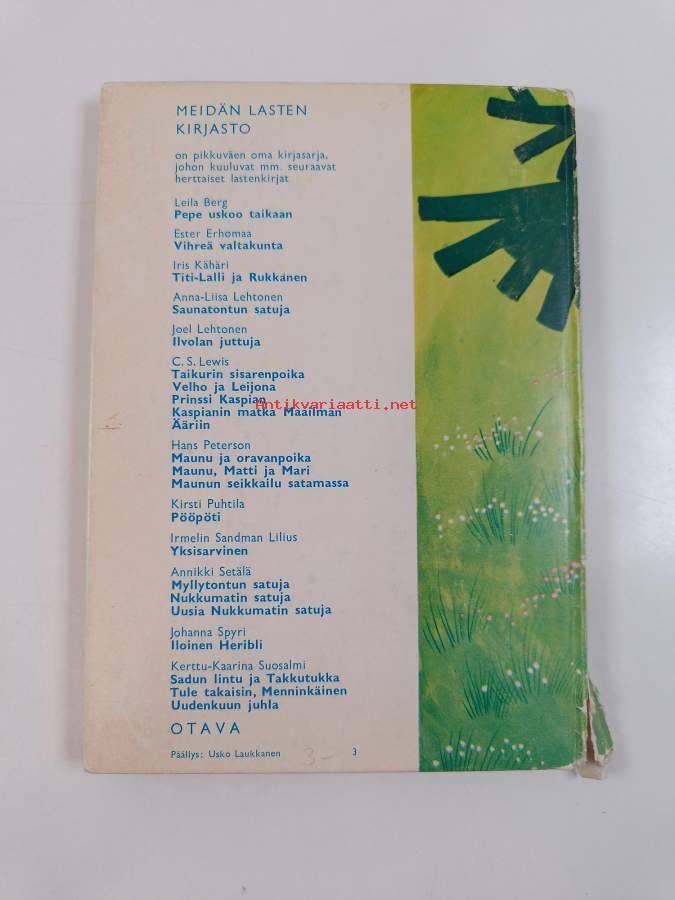 MEIDÄN LASTEN
KIRJASTO
on pikkuväen oma kirjasarja,
johon kuuluvat mm. seuraavat
herttaiset lastenkirjat
Leila Berg
Pepe uskoo taikaan
Ester Erhomaa
Vihreä valtakunta
Iris Kähäri
Titi-Lalli ja Rukkanen
Anna-Liisa Lehtonen
Saunatontun satuja
Joel Lehtonen
Ilvolan juttuja
C. S. Lewis
Taikurin sisarenpoika
Velho ja Leijona
Prinssi Kaspian
Antikvariaatti.net
Kaspianin matka Maailman
Ääriin
Hans Peterson
Maunu ja oravanpoika
Maunu, Matti ja Mari
Maunun seikkailu satamassa
Kirsti Puhtila
Pööpöti
Irmelin Sandman Lilius
Yksisarvinen
Annikki Setälä
Myllytontun satuja
Nukkumatin satuja
Uusia Nukkumatin satuja
Johanna Spyri
Iloinen Heribli
Kerttu-Kaarina Suosalmi
Sadun lintu ja Takkutukka
Tule takaisin, Menninkäinen
Uudenkuun juhla
OTAVA
Päällys: Usko Laukkanen 3- 3